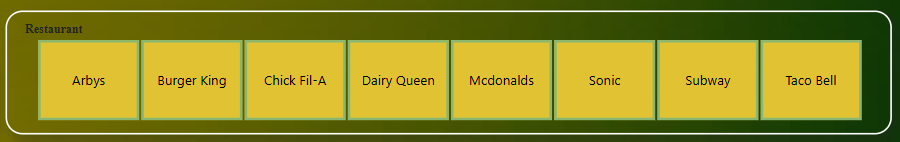 Restaurant
Arbys Burger King Chick Fil-A Dairy Queen Mcdonalds Sonic Subway Taco Bell